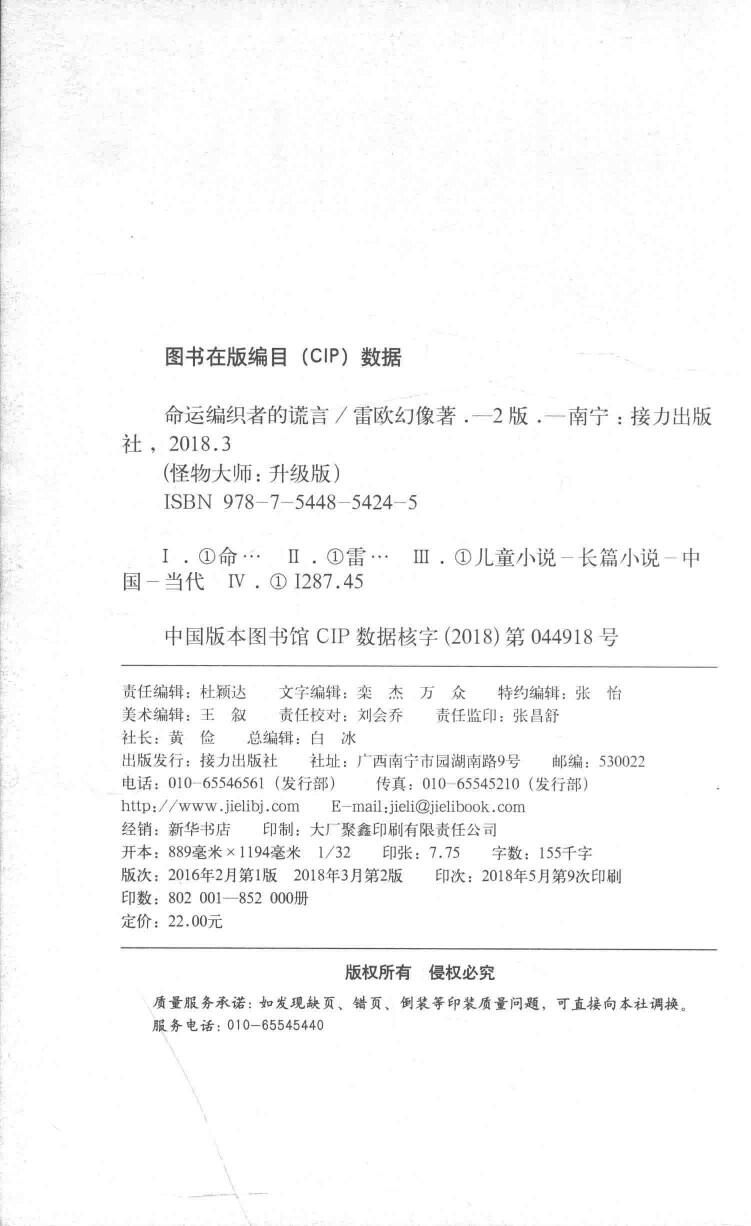 图书在版编目（CIP）数据
命运编织者的谎言/雷欧幻像著.—2版.—南宁:接力出版
社，2018.3
(怪物大师：升级版)
ISBN 978-7-5448-5424-5
Ⅰ.①命… Ⅱ.①雷… Ⅲ.①儿童小说－长篇小说－中
国－当代 Ⅳ.①I287.45
中国版本图书馆CIP数据核字(2018)第044918号
责任编辑：杜颖达 文字编辑：栾 杰 万 众 特约编辑：张 怡
美术编辑：王 叙 责任校对：刘会乔 责任监印：张昌舒
社长：黄 俭 总编辑：白 冰
出版发行：接力出版社 社址：广西南宁市园湖南路9号 邮编：530022
电话：010-65546561（发行部） 传真：010-65545210（发行部）
http://www.jielibj.com E-mail:jieli@jielibook.com
经销：新华书店 印制：大厂聚鑫印刷有限责任公司
开本：889毫米×1194毫米 1/32 印张：7.75 字数：155千字
版次：2016年2月第1版 2018年3月第2版 印次：2018年5月第9次印刷
印数：802 001—852 000册
定价：22.00元
版权所有 侵权必究
质量服务承诺：如发现缺页、错页、倒装等印装质量问题，可直接向本社调换。
服务电话：010-65545440